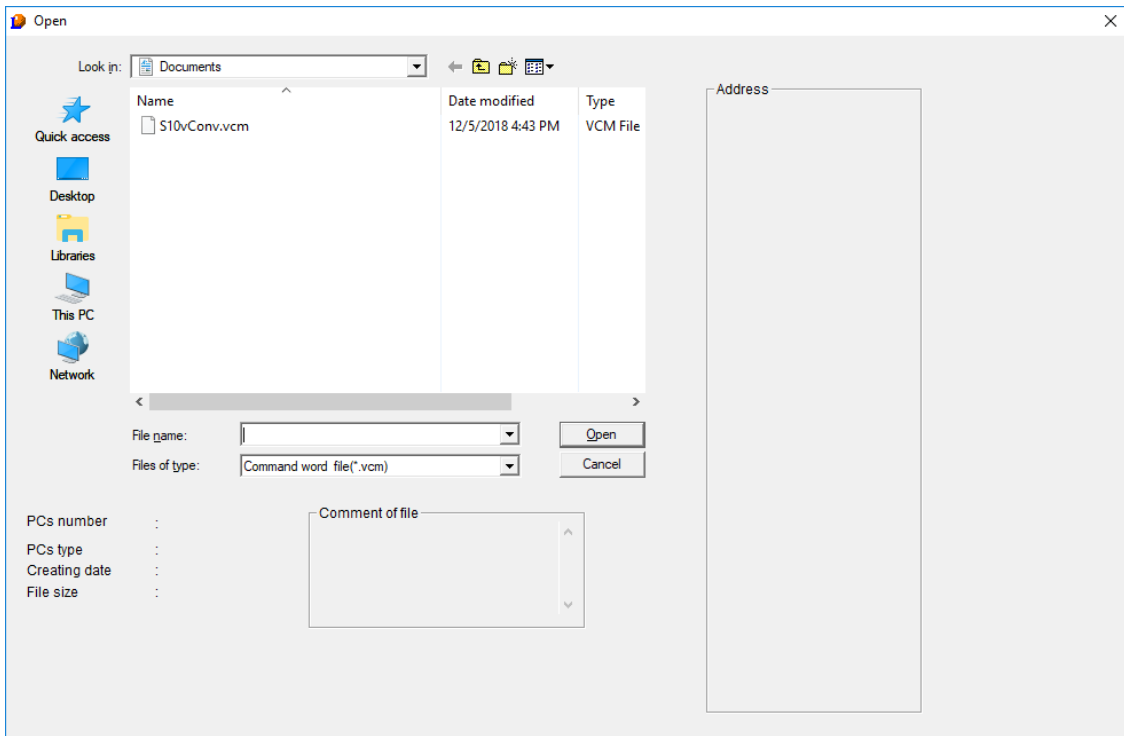 Open
Look in: Documents
Name Date modified Type
S10vConv.vcm 12/5/2018 4:43 PM VCM File
Quick access
Desktop
Libraries
This PC
Network
File name: Open
Files of type: Command word file(*.vcm) Cancel
PCs number :
PCs type :
Creating date :
File size :
Comment of file
Address